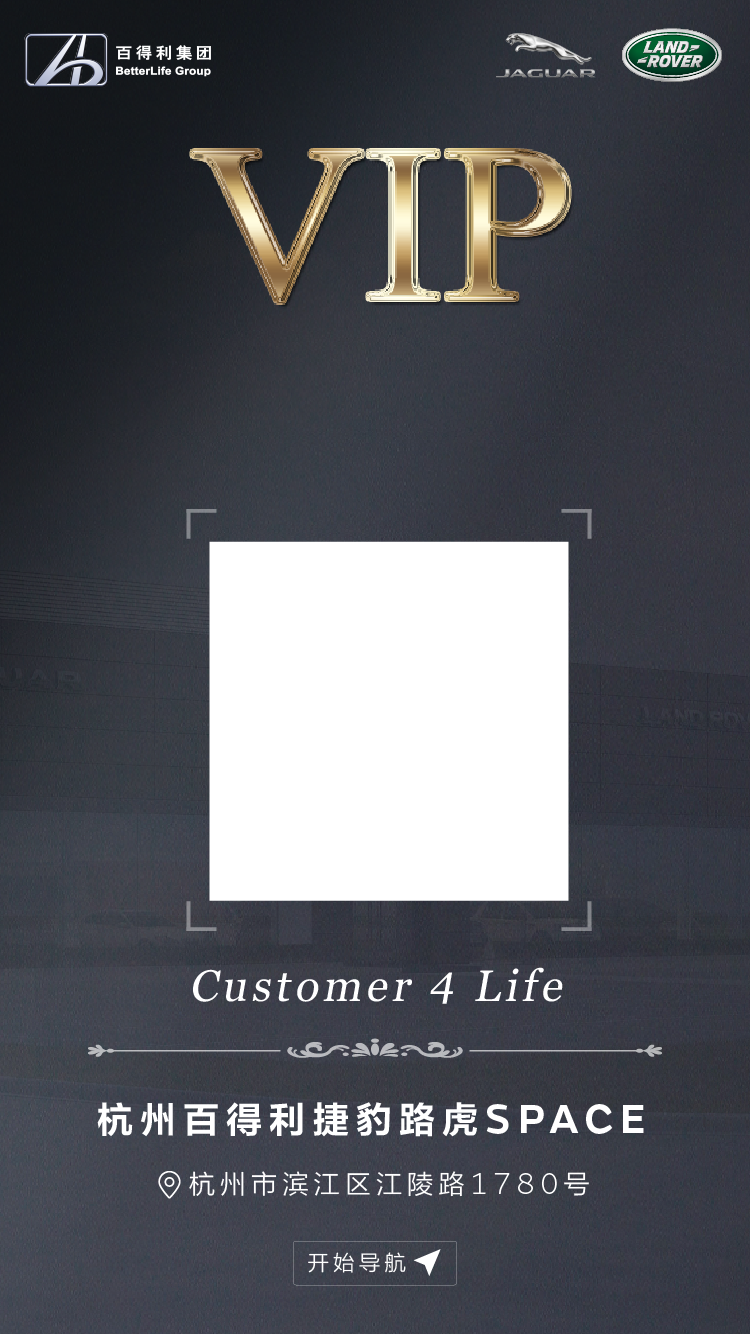 百得利集团
BetterLife Group
JAGUAR
LAND
ROVER
VIP
Customer 4 Life
杭州百得利捷豹路虎SPACE
杭州市滨江区江陵路1780号
开始导航